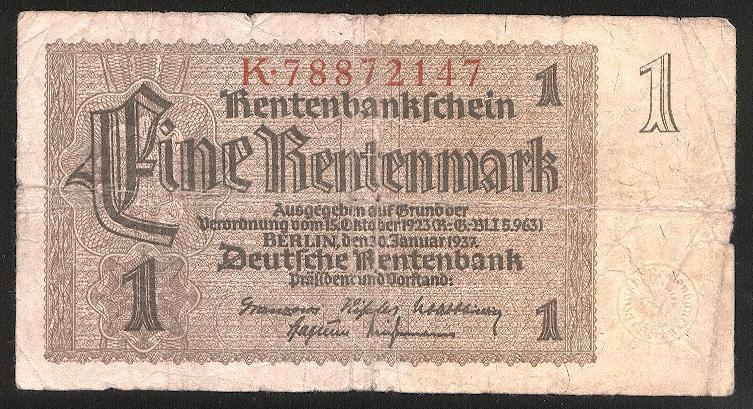 K·78872147
1
1
Rentenbankschein
Eine Rentenmark
Ausgegeben auf Grund der
Verordnung vom 15. Oktober 1923 (R·G·Bl. I S. 963)
BERLIN, den 30. Januar 1937.
Deutsche Rentenbank
Präsident und Vorstand:
1
1